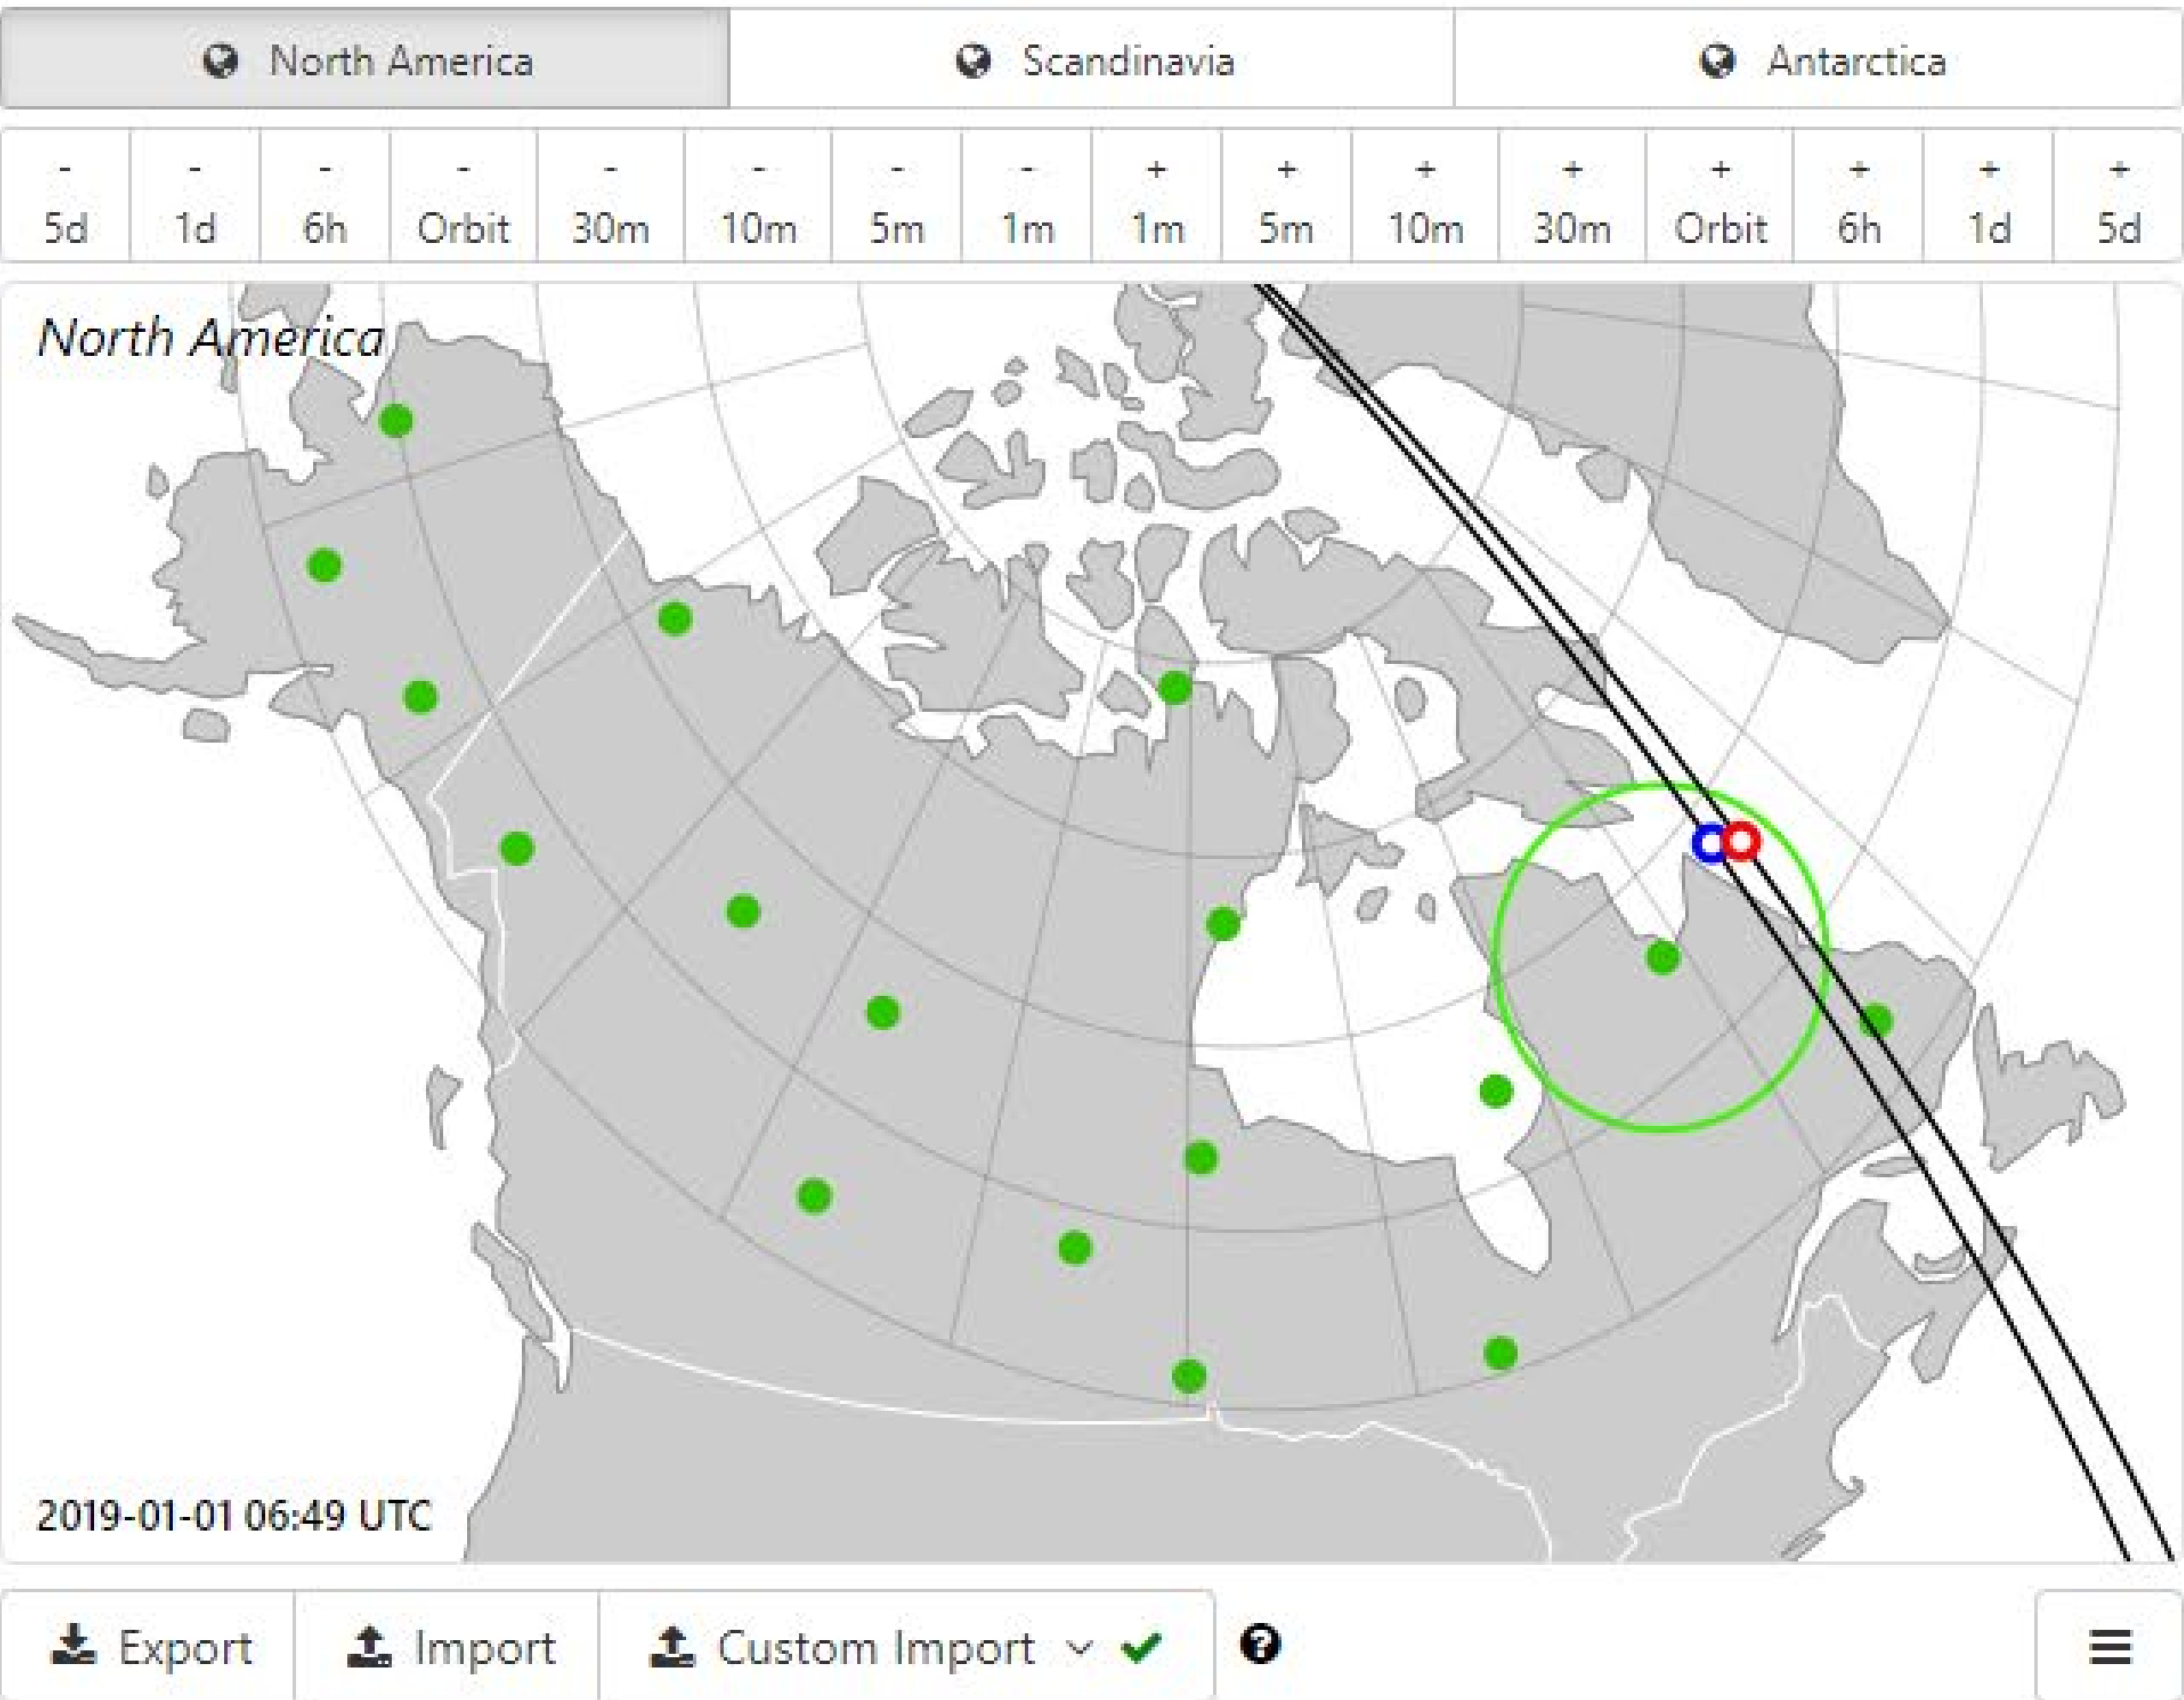 North America Scandinavia Antarctica
- - - - - - - - + + + + + + + +
5d 1d 6h Orbit 30m 10m 5m 1m 1m 5m 10m 30m Orbit 6h 1d 5d
North America
2019-01-01 06:49 UTC
Export Import Custom Import ?